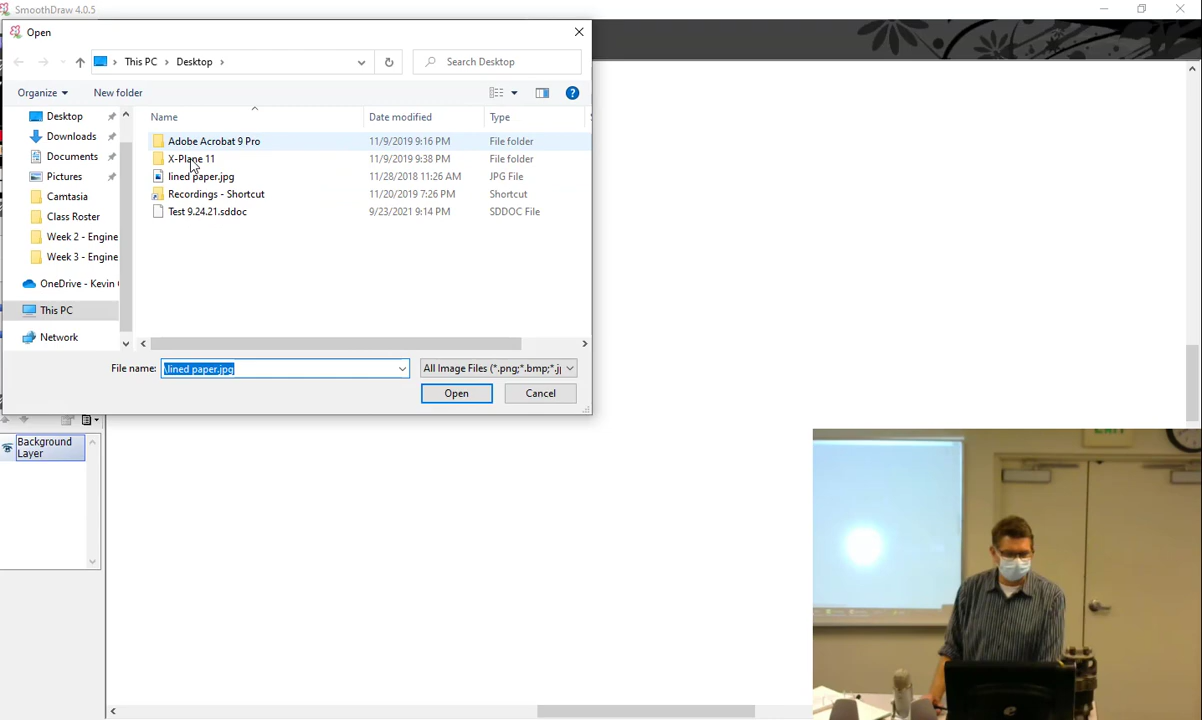 SmoothDraw 4.0.5
Open
This PC
Desktop
Search Desktop
Organize
New folder
Name
Date modified
Type
Desktop
Downloads
Documents
Pictures
Camtasia
Class Roster
Week 2 - Engine
Week 3 - Engine
OneDrive - Kevin
This PC
Network
Adobe Acrobat 9 Pro 11/9/2019 9:16 PM File folder
X-Plane 11 11/9/2019 9:38 PM File folder
lined paper.jpg 11/28/2018 11:26 AM JPG File
Recordings - Shortcut 11/20/2019 7:26 PM Shortcut
Test 9.24.21.sddoc 9/23/2021 9:14 PM SDDOC File
File name: \lined paper.jpg
All Image Files (*.png;*.bmp;*.j
Open
Cancel
Background
Layer
EXIT